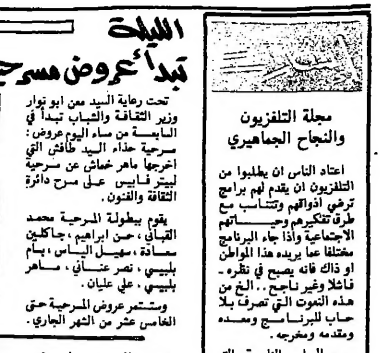 الليلة
تبدأ عروض مسرحي
تحت رعاية السيد معن ابو نوار
وزير الثقافة والشباب تبدأ في
السابعة من مساء اليوم عروض :
مسرحية حذاء السيد طافش التي
اخرجها ماهر خماش عن مسرحية
لبيتر فايس على مسرح دائرة
الثقافة والفنون .
يقوم ببطولة المسرحية محمد
القباني ، حسن ابراهيم ، جاكلين
سعادة ، سهيل الياس ، بسام
بلبيسي ، نصر عناني ، ماهر
بلبيسي ، علي عليان .
وستستمر عروض المسرحية حتى
الخامس عشر من الشهر الجاري .
مجلة التلفزيون
والنجاح الجماهيري
اعتاد الناس ان يطلبوا من
التلفزيون ان يقدم لهم برامج
ترضي اذواقهم وتتناسب مع
طرق تفكيرهم وحياتهم
الاجتماعية واذا جاء البرنامج
مختلفا عما يريده هذا المواطن
او ذاك فانه يصبح في نظره -
فاشلا وغير ناجح .. الخ من
هذه النعوت التي تصرف بلا
حساب للبرنامج ومعده
ومقدمه ومخرجه .